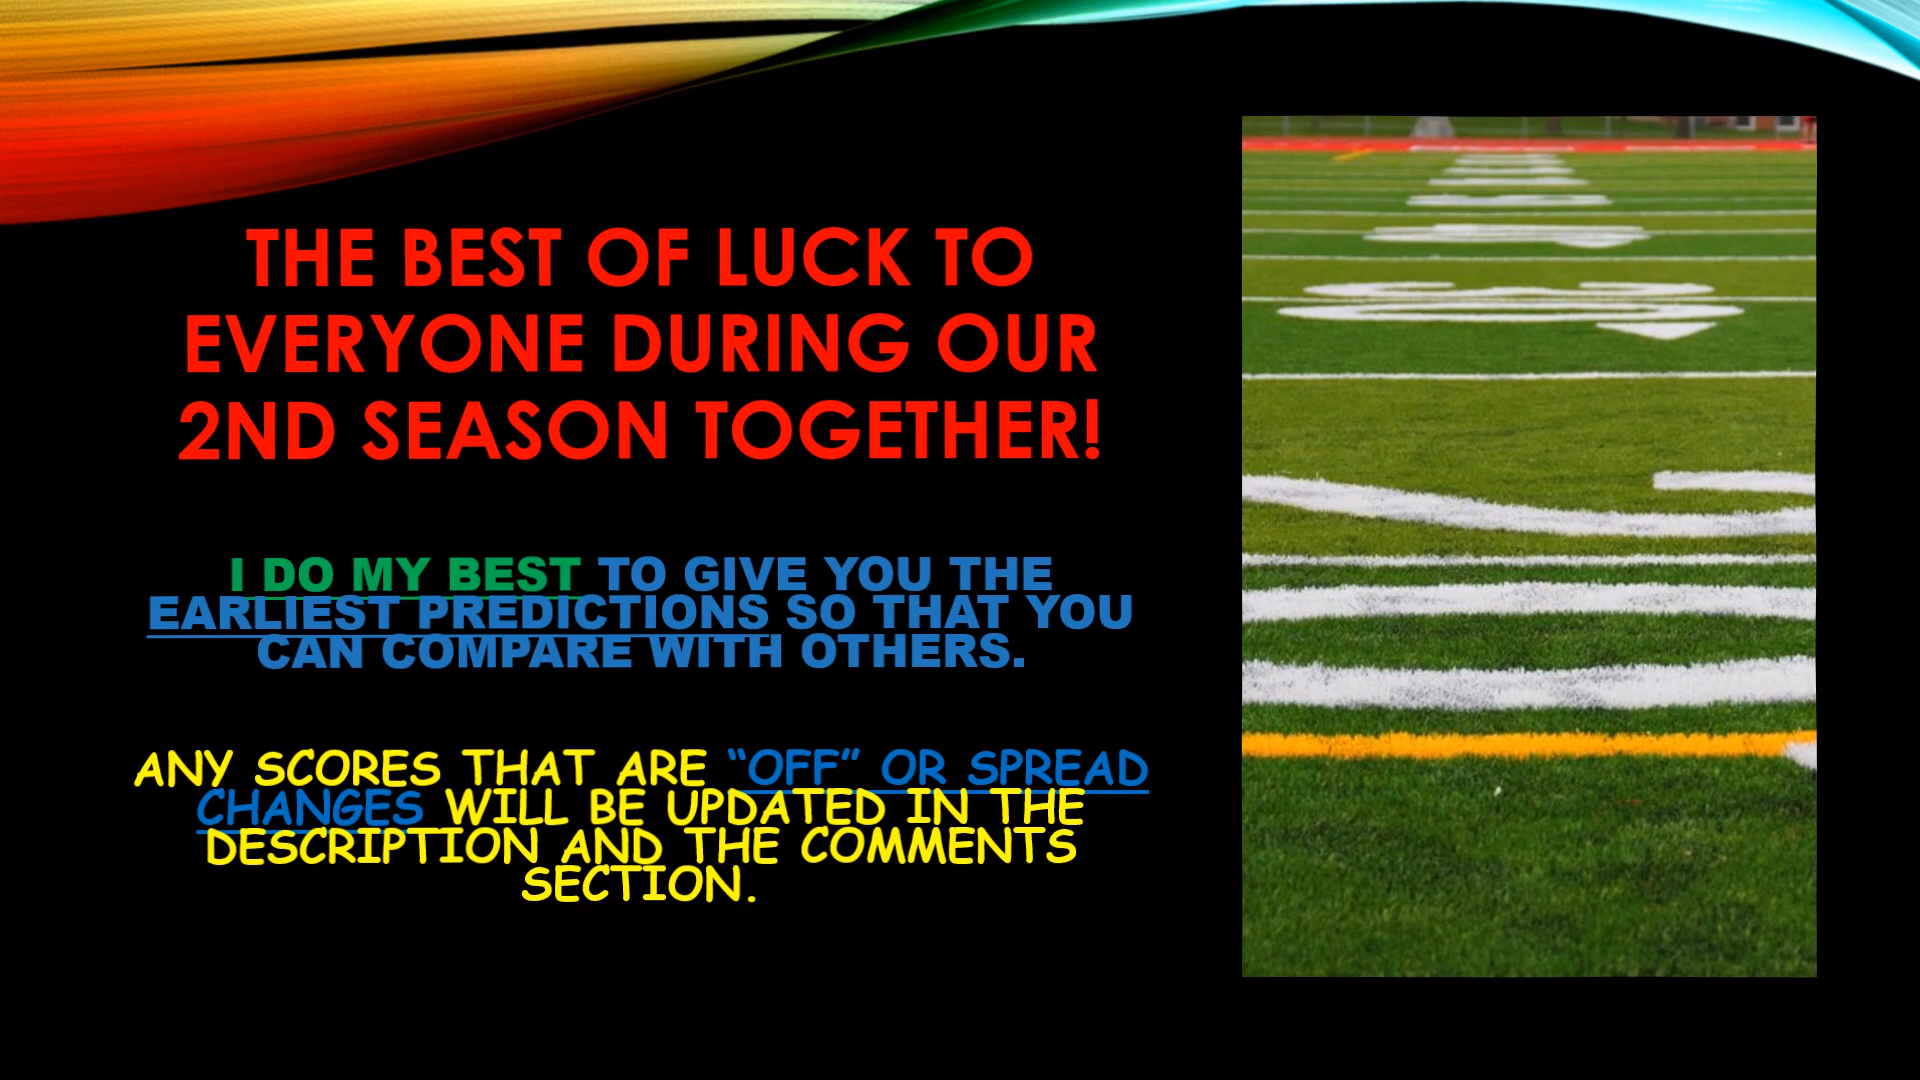 THE BEST OF LUCK TO
EVERYONE DURING OUR
2ND SEASON TOGETHER!
I DO MY BEST TO GIVE YOU THE
EARLIEST PREDICTIONS SO THAT YOU
CAN COMPARE WITH OTHERS.
ANY SCORES THAT ARE “OFF” OR SPREAD
CHANGES WILL BE UPDATED IN THE
DESCRIPTION AND THE COMMENTS
SECTION.